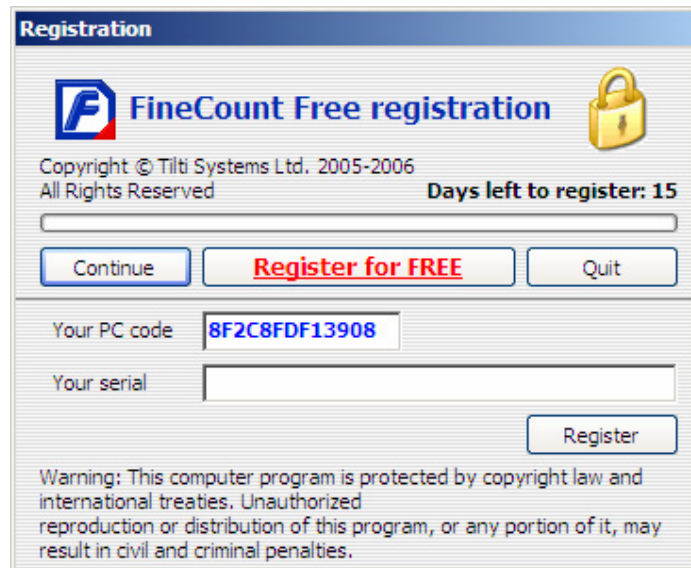 Registration
FineCount Free registration
Copyright © Tilti Systems Ltd. 2005-2006
All Rights Reserved Days left to register: 15
Continue Register for FREE Quit
Your PC code 8F2C8FDF13908
Your serial
Register
Warning: This computer program is protected by copyright law and
international treaties. Unauthorized
reproduction or distribution of this program, or any portion of it, may
result in civil and criminal penalties.